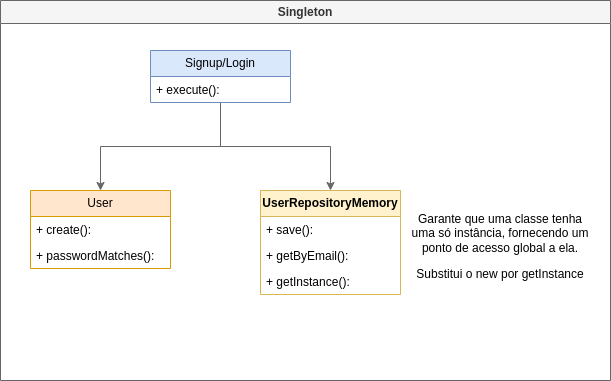 Singleton
Signup/Login
+ execute():
User
+ create():
+ passwordMatches():
UserRepositoryMemory
+ save():
+ getByEmail():
+ getInstance():
Garante que uma classe tenha
uma só instância, fornecendo um
ponto de acesso global a ela.
Substitui o new por getInstance